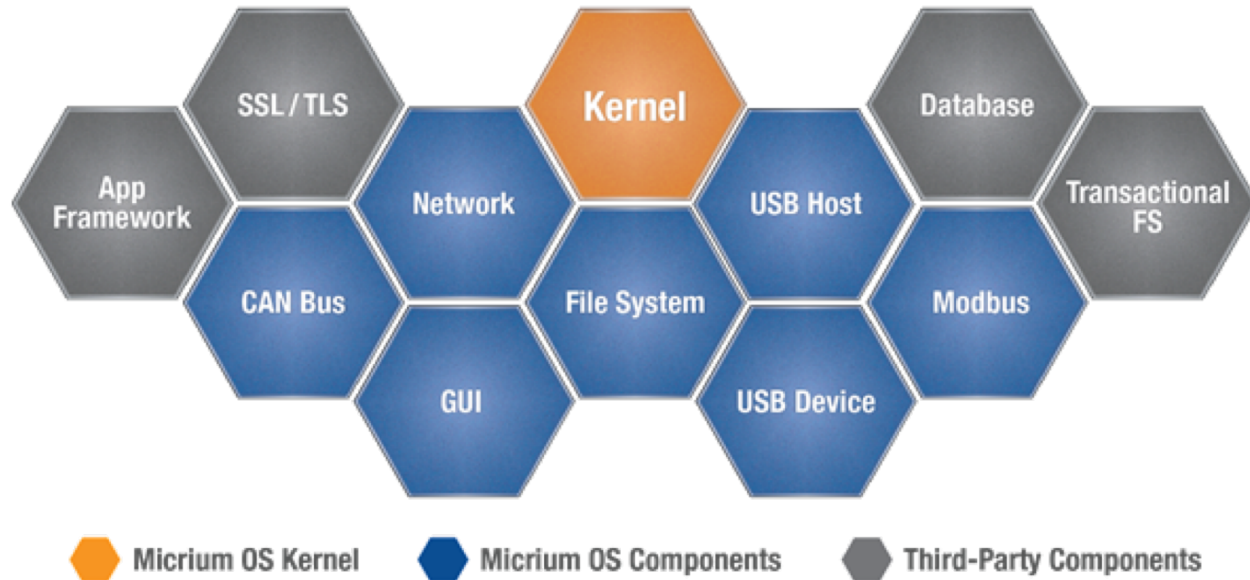 SSL / TLS
Kernel
Database
App
Framework
Network
USB Host
Transactional
FS
CAN Bus
File System
Modbus
GUI
USB Device
Micrium OS Kernel
Micrium OS Components
Third-Party Components